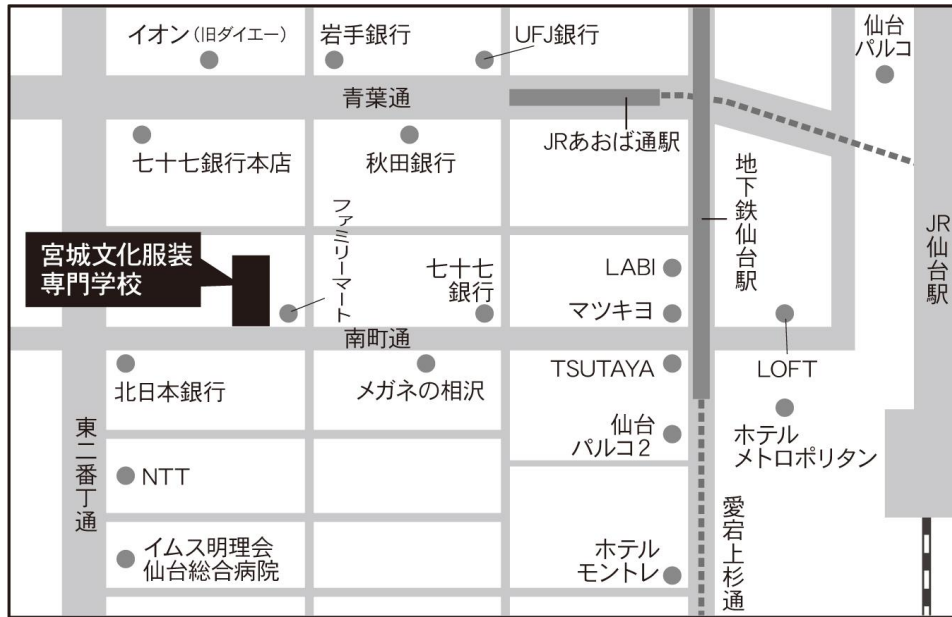 イオン(旧ダイエー)
岩手銀行
UFJ銀行
仙台
パルコ
青葉通
JRあおば通駅
七十七銀行本店
秋田銀行
地下鉄仙台駅
JR仙台駅
ファミリーマート
宮城文化服装
専門学校
七十七
銀行
LABI
マツキヨ
南町通
北日本銀行
メガネの相沢
TSUTAYA
LOFT
仙台
パルコ2
ホテル
メトロポリタン
東二番丁通
NTT
イムス明理会
仙台総合病院
ホテル
モントレ
愛宕上杉通